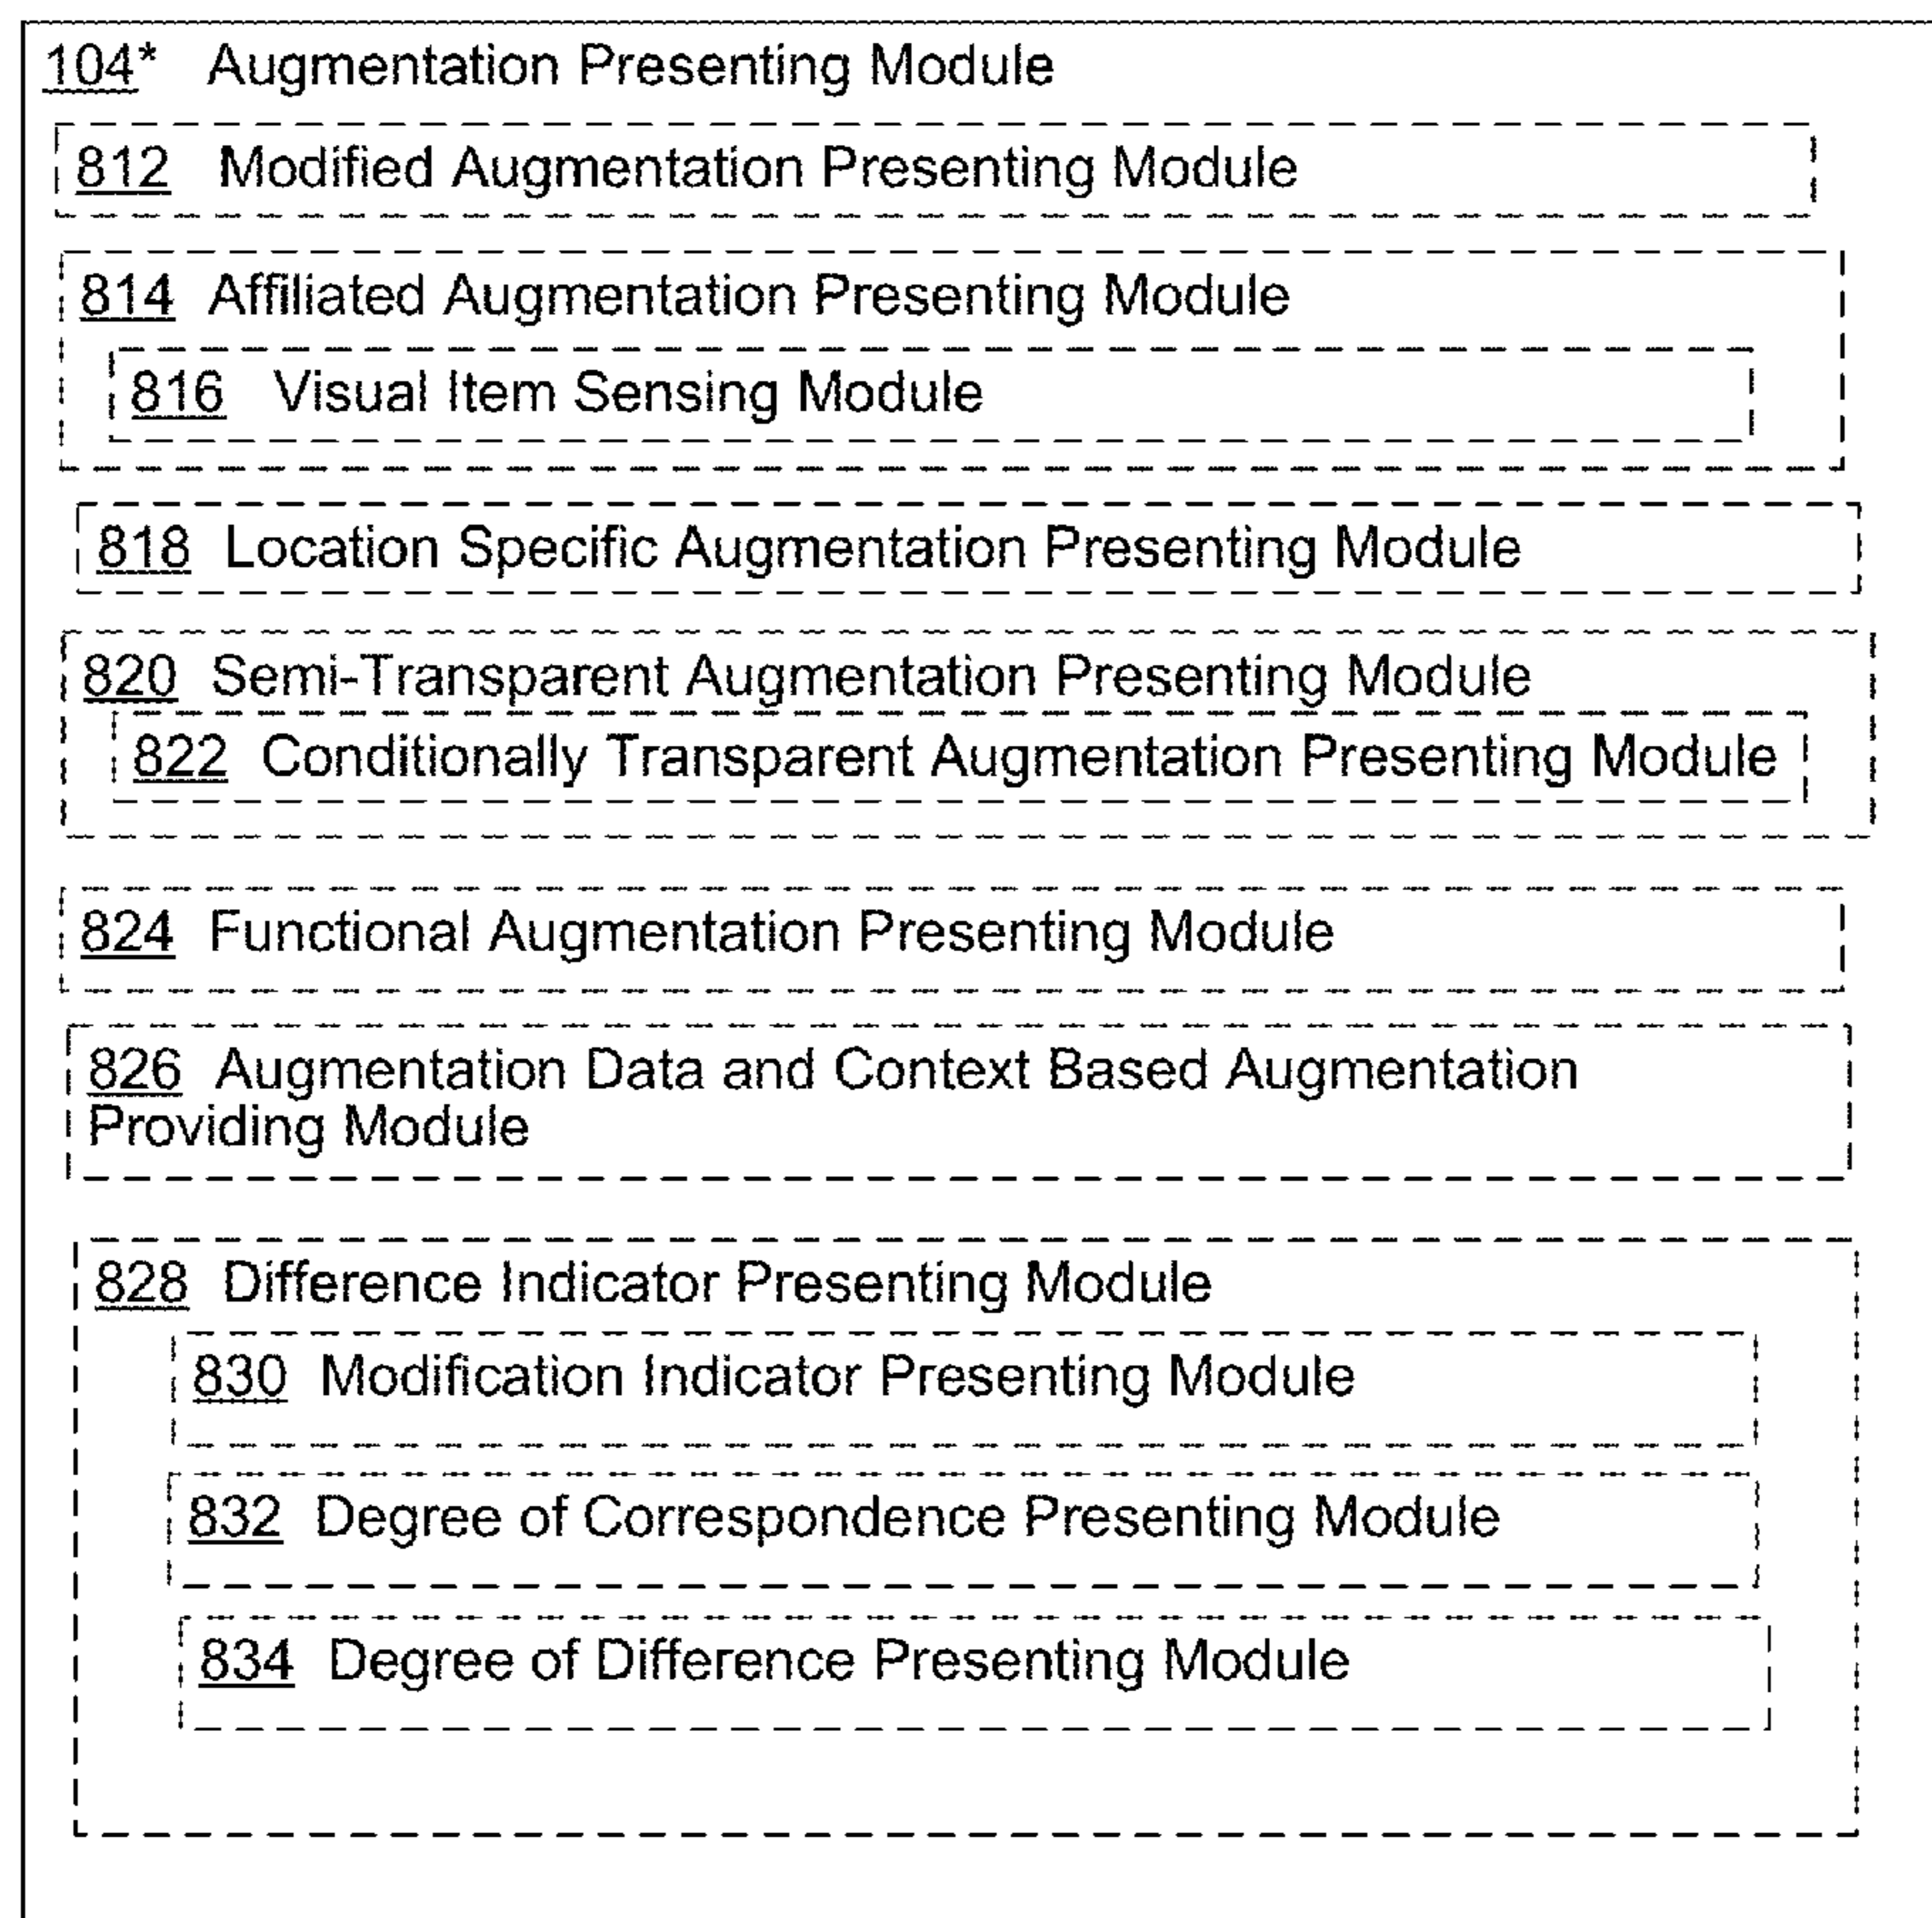 104* Augmentation Presenting Module
812 Modified Augmentation Presenting Module
814 Affiliated Augmentation Presenting Module
816 Visual Item Sensing Module
818 Location Specific Augmentation Presenting Module
820 Semi-Transparent Augmentation Presenting Module
822 Conditionally Transparent Augmentation Presenting Module
824 Functional Augmentation Presenting Module
826 Augmentation Data and Context Based Augmentation
Providing Module
828 Difference Indicator Presenting Module
830 Modification Indicator Presenting Module
832 Degree of Correspondence Presenting Module
834 Degree of Difference Presenting Module